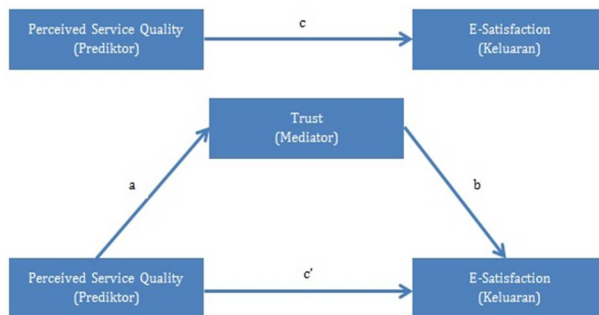 Perceived Service Quality
(Prediktor)
c
E-Satisfaction
(Keluaran)
Trust
(Mediator)
a
b
Perceived Service Quality
(Prediktor)
c'
E-Satisfaction
(Keluaran)